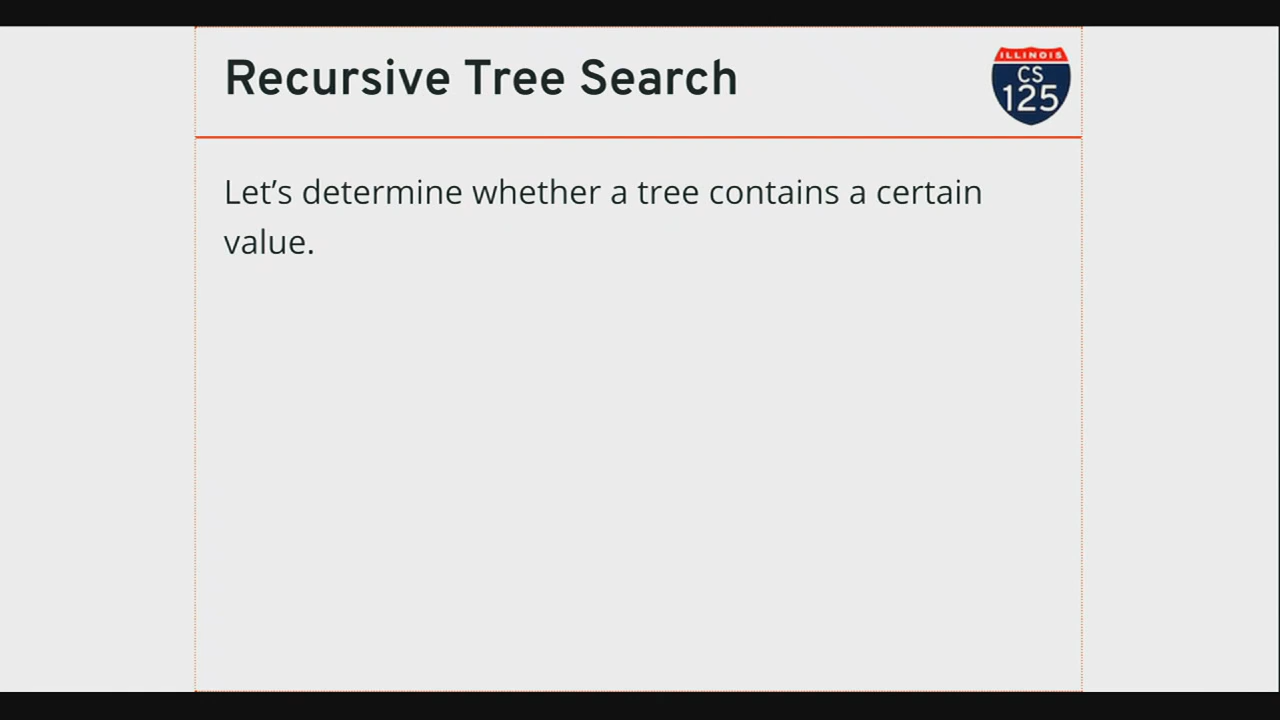 Recursive Tree Search
ILLINOIS
CS
125
Let's determine whether a tree contains a certain
value.